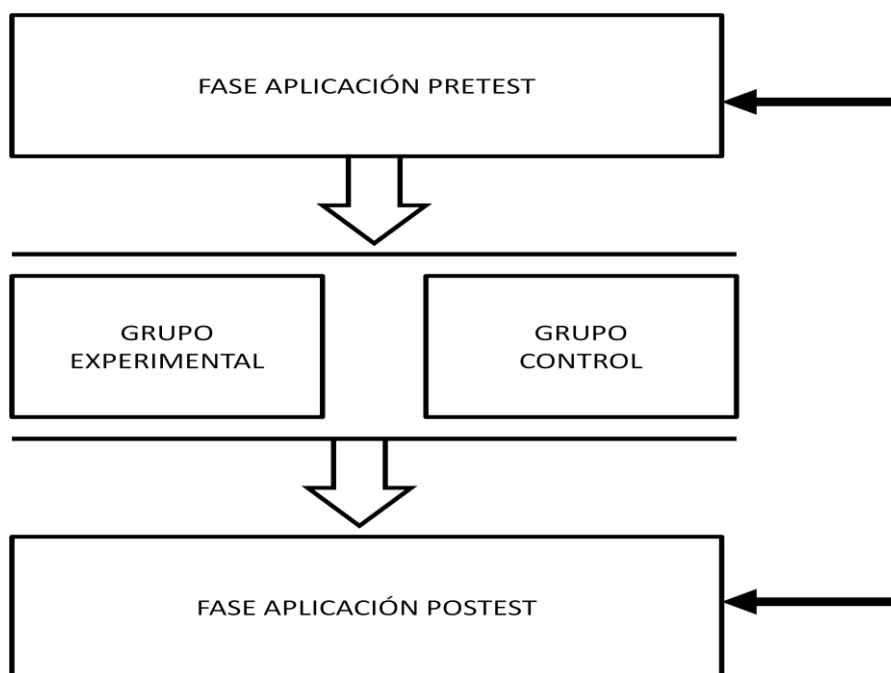 FASE APLICACIÓN PRETEST
GRUPO
EXPERIMENTAL
GRUPO
CONTROL
FASE APLICACIÓN POSTEST